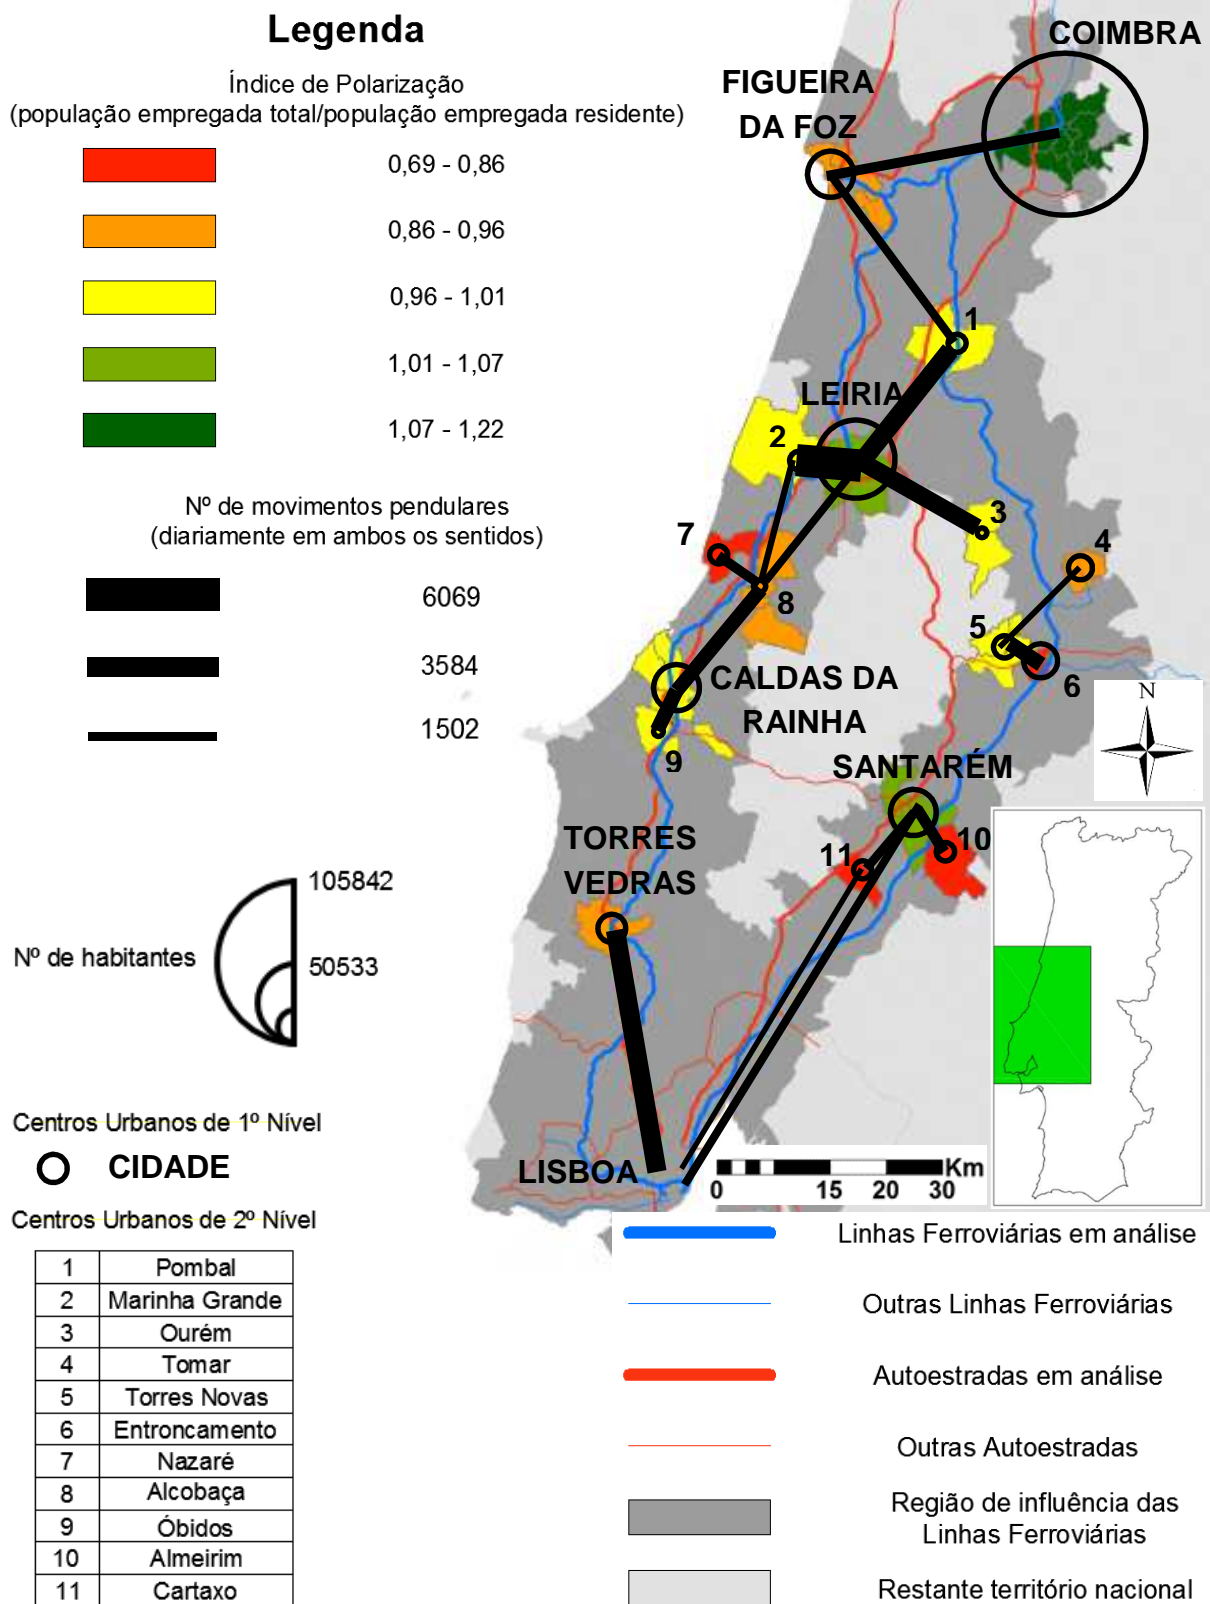 Legenda
Índice de Polarização
(população empregada total/população empregada residente)
0,69 - 0,86
0,86 - 0,96
0,96 - 1,01
1,01 - 1,07
1,07 - 1,22
Nº de movimentos pendulares
(diariamente em ambos os sentidos)
6069
3584
1502
105842
Nº de habitantes
50533
Centros Urbanos de 1º Nível
CIDADE
Centros Urbanos de 2º Nível
1 Pombal
2 Marinha Grande
3 Ourém
4 Tomar
5 Torres Novas
6 Entroncamento
7 Nazaré
8 Alcobaça
9 Óbidos
10 Almeirim
11 Cartaxo
COIMBRA
FIGUEIRA
DA FOZ
1
LEIRIA
2
3
7
4
8
5
6
CALDAS DA
RAINHA
N
9
SANTARÉM
TORRES
VEDRAS
11
10
LISBOA
Km
0 15 20 30
Linhas Ferroviárias em análise
Outras Linhas Ferroviárias
Autoestradas em análise
Outras Autoestradas
Região de influência das
Linhas Ferroviárias
Restante território nacional